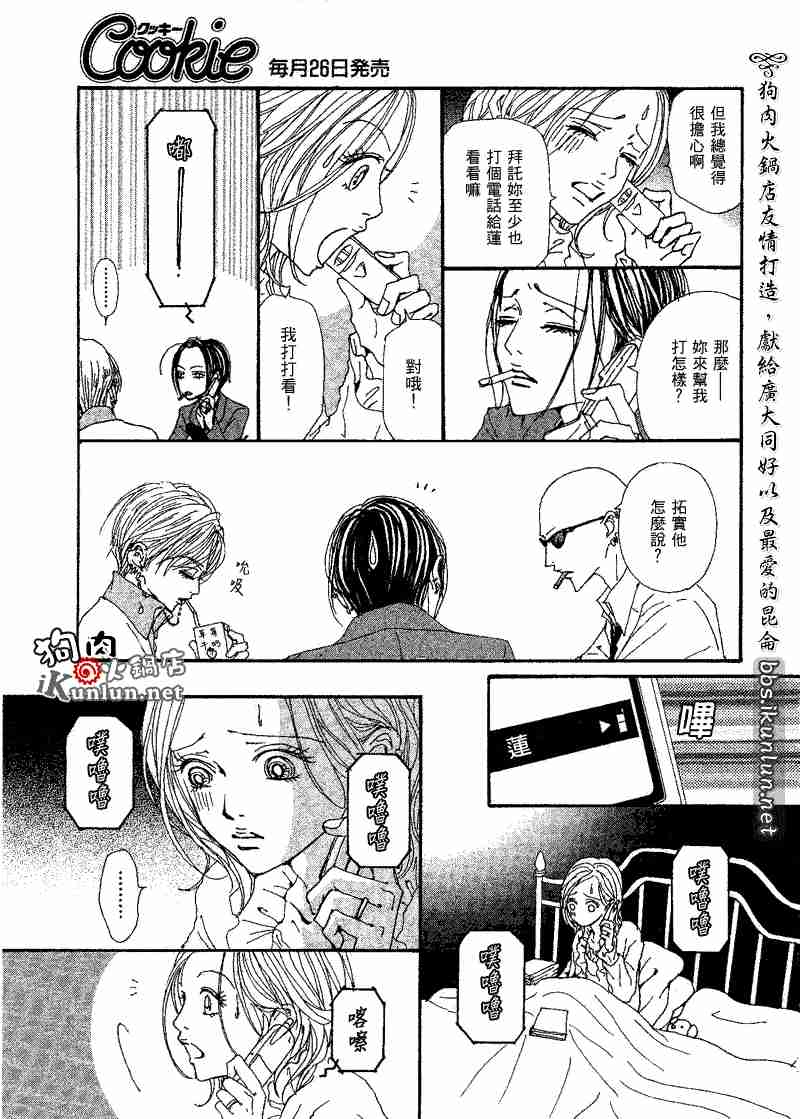 クッキー
Cookie
毎月26日発売
但我總覺得
很擔心啊
拜託妳至少也
打個電話給蓮
看看嘛
那麼──
妳來幫我
打怎樣？
對哦！
我打打看！
嘟───
………
拓實他
怎麼說？
吮
吸
狗肉
火鍋店
iKunlun.net
嗶
蓮
噗嚕嚕
噗嚕嚕
………
噗嚕嚕
噗嚕嚕
喀嚓
狗肉火鍋店友情打造，獻給廣大同好以及最愛的昆侖
bbs.ikunlun.net